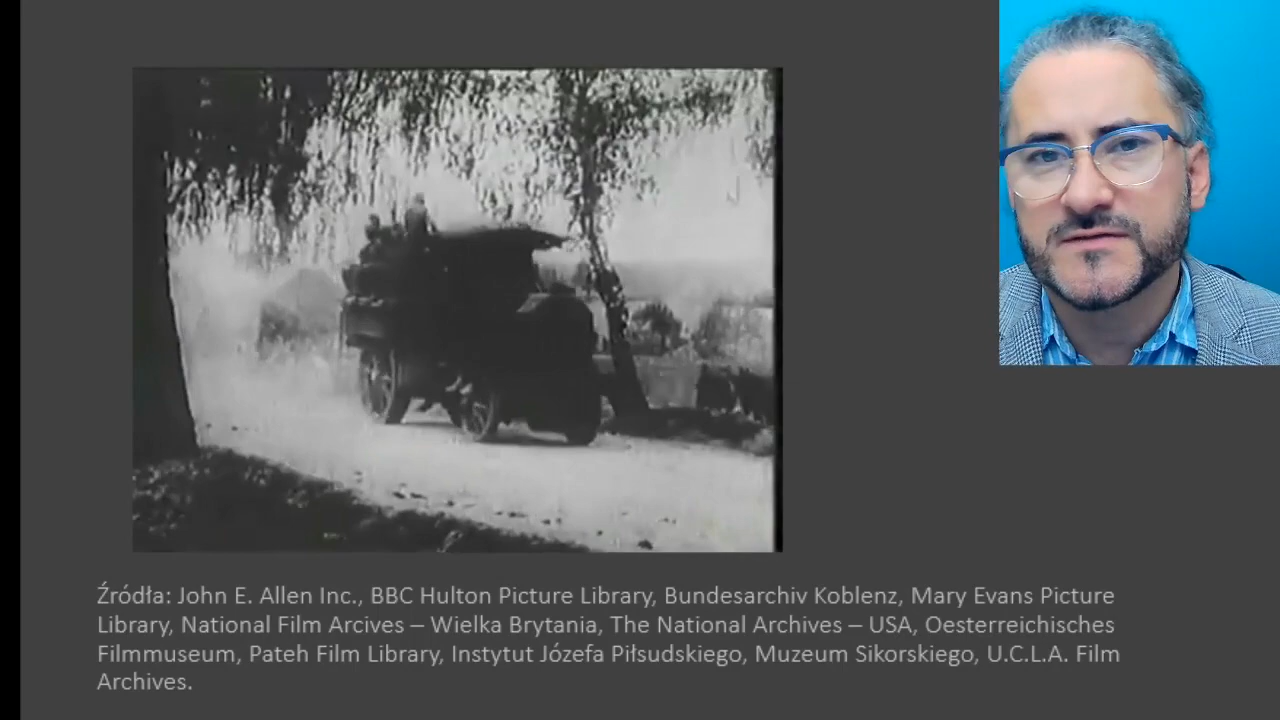 Źródła: John E. Allen Inc., BBC Hulton Picture Library, Bundesarchiv Koblenz, Mary Evans Picture
Library, National Film Arcives – Wielka Brytania, The National Archives – USA, Oesterreichisches
Filmmuseum, Pateh Film Library, Instytut Józefa Piłsudskiego, Muzeum Sikorskiego, U.C.L.A. Film
Archives.